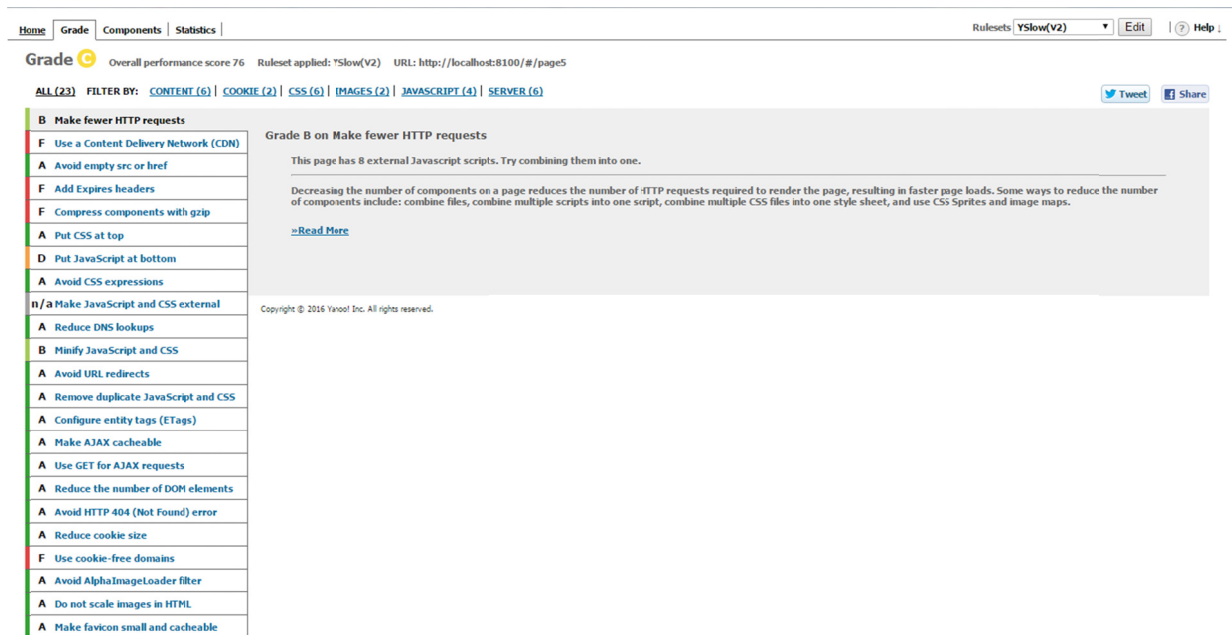 Home Grade Components Statistics Rulesets YSlow(V2) Edit ? Help ↓
Grade C Overall performance score 76 Ruleset applied: YSlow(V2) URL: http://localhost:8100/#/page5
ALL (23) FILTER BY: CONTENT (6) COOKIE (2) CSS (6) IMAGES (2) JAVASCRIPT (4) SERVER (6) Tweet Share
B Make fewer HTTP requests
F Use a Content Delivery Network (CDN)
A Avoid empty src or href
F Add Expires headers
F Compress components with gzip
A Put CSS at top
D Put JavaScript at bottom
A Avoid CSS expressions
n/a Make JavaScript and CSS external
A Reduce DNS lookups
B Minify JavaScript and CSS
A Avoid URL redirects
A Remove duplicate JavaScript and CSS
A Configure entity tags (ETags)
A Make AJAX cacheable
A Use GET for AJAX requests
A Reduce the number of DOM elements
A Avoid HTTP 404 (Not Found) error
A Reduce cookie size
F Use cookie-free domains
A Avoid AlphaImageLoader filter
A Do not scale images in HTML
A Make favicon small and cacheable
Grade B on Make fewer HTTP requests
This page has 8 external Javascript scripts. Try combining them into one.
Decreasing the number of components on a page reduces the number of HTTP requests required to render the page, resulting in faster page loads. Some ways to reduce the number
of components include: combine files, combine multiple scripts into one script, combine multiple CSS files into one style sheet, and use CSS Sprites and image maps.
»Read More
Copyright © 2016 Yahoo! Inc. All rights reserved.